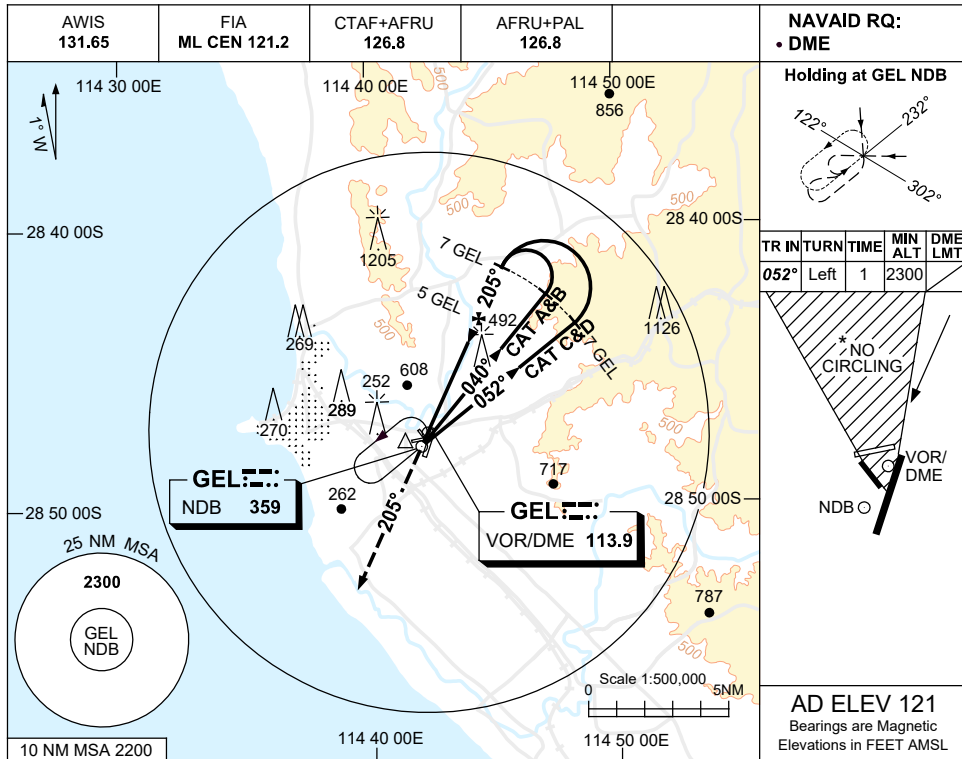 AWIS
131.65
FIA
ML CEN 121.2
CTAF+AFRU
126.8
AFRU+PAL
126.8
NAVAID RQ:
• DME
114 30 00E
114 40 00E
114 50 00E
856
1° W
500
500
500
28 40 00S
28 40 00S
1205
7 GEL
205°
5 GEL
492
CAT A&B
040°
CAT C&D
052°
7 GEL
1126
269
608
252
289
270
500
500
717
262
205°
GEL
NDB 359
GEL
VOR/DME 113.9
28 50 00S
28 50 00S
25 NM MSA
2300
GEL
NDB
787
500
Scale 1:500,000
0
5NM
10 NM MSA 2200
114 40 00E
114 50 00E
Holding at GEL NDB
122°
232°
302°
TR IN TURN TIME MIN ALT DME LMT
052° Left 1 2300
* NO
CIRCLING
VOR/
DME
NDB
AD ELEV 121
Bearings are Magnetic
Elevations in FEET AMSL